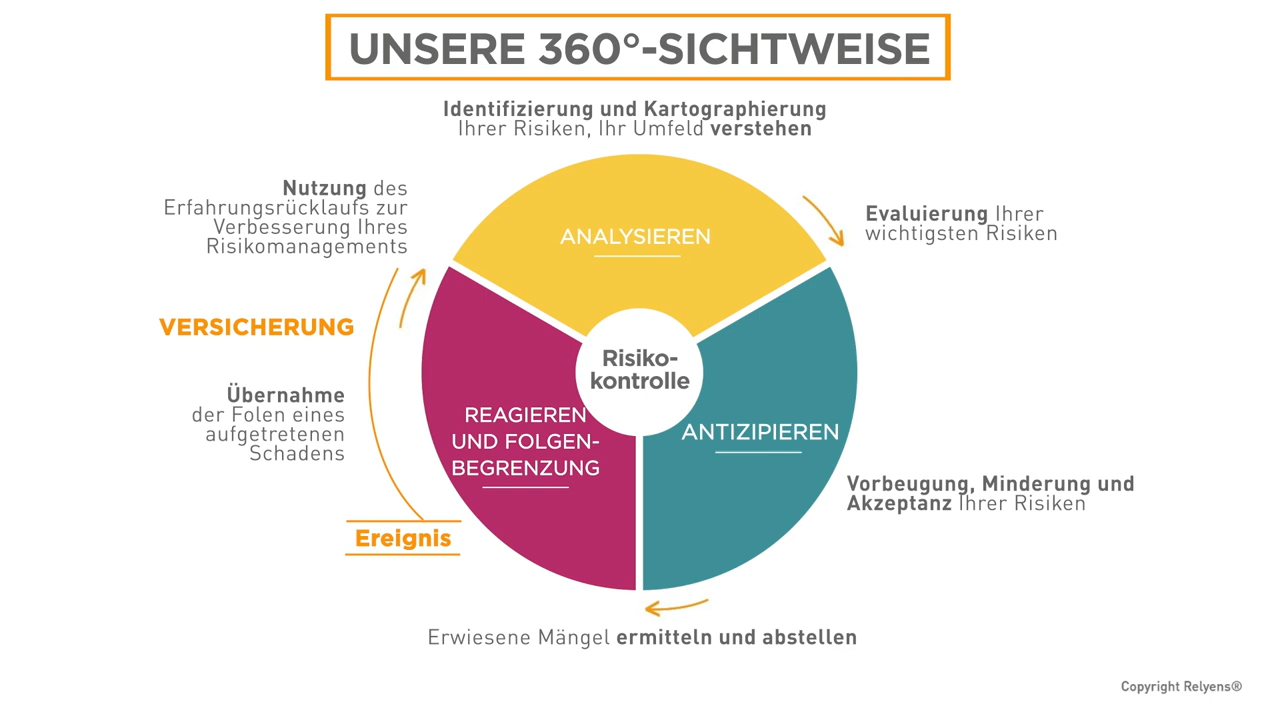 UNSERE 360°-SICHTWEISE
Identifizierung und Kartographierung
Ihrer Risiken, Ihr Umfeld verstehen
Nutzung des
Erfahrungsrücklaufs zur
Verbesserung Ihres
Risikomanagements
ANALYSIEREN
Evaluierung Ihrer
wichtigsten Risiken
VERSICHERUNG
Risiko-
kontrolle
Übernahme
der Folen eines
aufgetretenen
Schadens
REAGIEREN
UND FOLGEN-
BEGRENZUNG
ANTIZIPIEREN
Vorbeugung, Minderung und
Akzeptanz Ihrer Risiken
Ereignis
Erwiesene Mängel ermitteln und abstellen
Copyright Relyens®